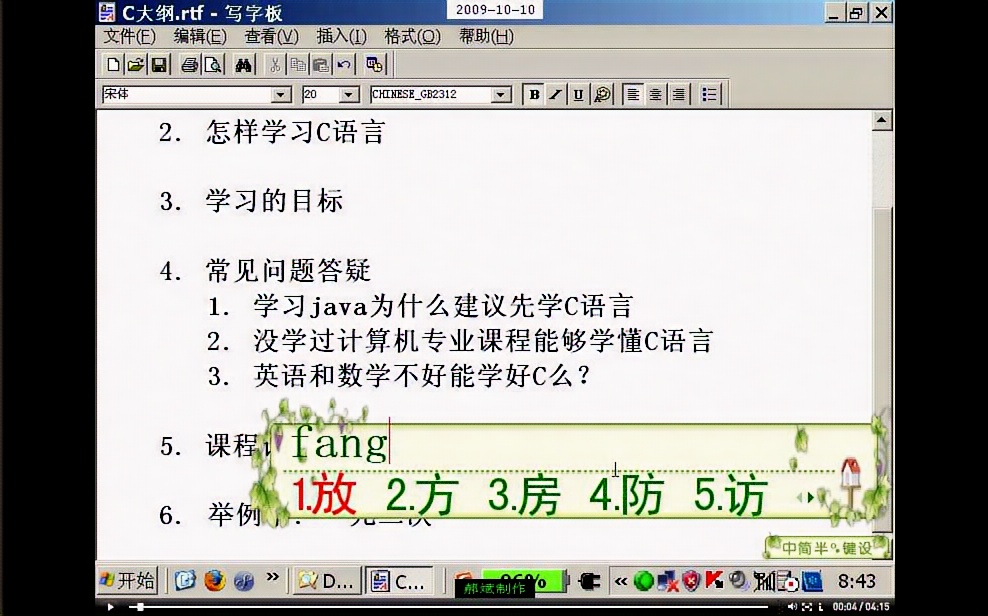 C大纲.rtf - 写字板
2009-10-10
文件(F) 编辑(E) 查看(V) 插入(I) 格式(O) 帮助(H)
宋体 20 CHINESE_GB2312 B I U
2. 怎样学习C语言
3. 学习的目标
4. 常见问题答疑
1. 学习java为什么建议先学C语言
2. 没学过计算机专业课程能够学懂C语言
3. 英语和数学不好能学好C么?
5. 课程
fang
1.放 2.方 3.房 4.防 5.访
6. 举例
中简半 键设
开始 D... C... 96% « 8:43
郝斌制作
00:04 / 04:15